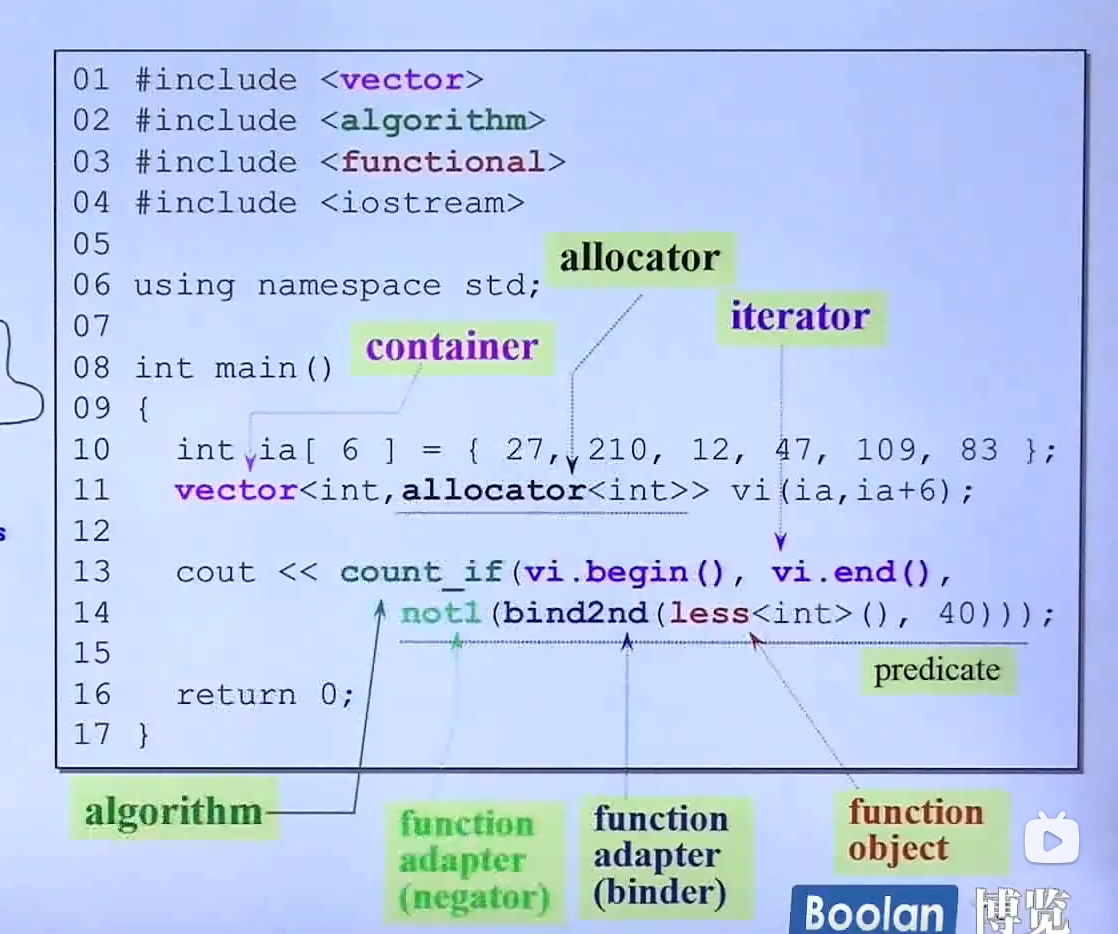 01 #include <vector>
02 #include <algorithm>
03 #include <functional>
04 #include <iostream>
05
allocator
06 using namespace std;
iterator
07
container
08 int main()
09 {
10 int ia[ 6 ] = { 27, 210, 12, 47, 109, 83 };
11 vector<int,allocator<int>> vi(ia,ia+6);
12
s
13 cout << count_if(vi.begin(), vi.end(),
14 not1(bind2nd(less<int>(), 40)));
15
predicate
16 return 0;
17 }
algorithm
function
adapter
(negator)
function
adapter
(binder)
function
object
Boolan 博览